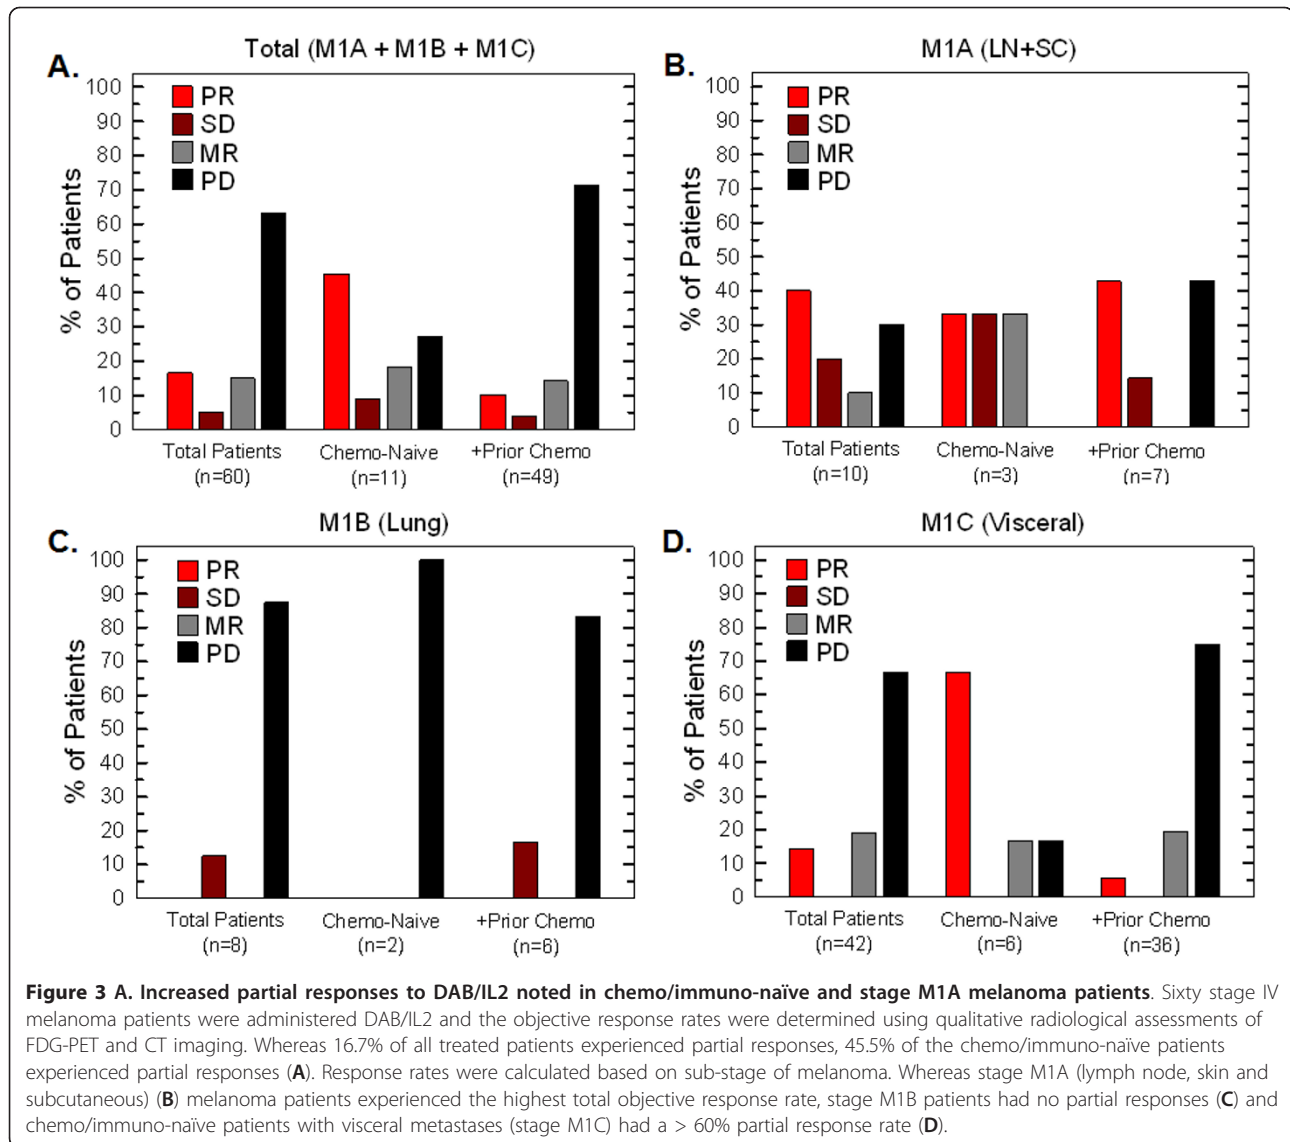 Total (M1A + M1B + M1C)
A.
% of Patients
100
90
80
70
60
50
40
30
20
10
0
PR
SD
MR
PD
Total Patients
(n=60)
Chemo-Naive
(n=11)
+Prior Chemo
(n=49)
M1A (LN+SC)
B.
% of Patients
100
90
80
70
60
50
40
30
20
10
0
PR
SD
MR
PD
Total Patients
(n=10)
Chemo-Naive
(n=3)
+Prior Chemo
(n=7)
M1B (Lung)
C.
% of Patients
100
90
80
70
60
50
40
30
20
10
0
PR
SD
MR
PD
Total Patients
(n=8)
Chemo-Naive
(n=2)
+Prior Chemo
(n=6)
M1C (Visceral)
D.
% of Patients
100
90
80
70
60
50
40
30
20
10
0
PR
SD
MR
PD
Total Patients
(n=42)
Chemo-Naive
(n=6)
+Prior Chemo
(n=36)
Figure 3 A. Increased partial responses to DAB/IL2 noted in chemo/immuno-naïve and stage M1A melanoma patients. Sixty stage IV
melanoma patients were administered DAB/IL2 and the objective response rates were determined using qualitative radiological assessments of
FDG-PET and CT imaging. Whereas 16.7% of all treated patients experienced partial responses, 45.5% of the chemo/immuno-naïve patients
experienced partial responses (A). Response rates were calculated based on sub-stage of melanoma. Whereas stage M1A (lymph node, skin and
subcutaneous) (B) melanoma patients experienced the highest total objective response rate, stage M1B patients had no partial responses (C) and
chemo/immuno-naïve patients with visceral metastases (stage M1C) had a > 60% partial response rate (D).